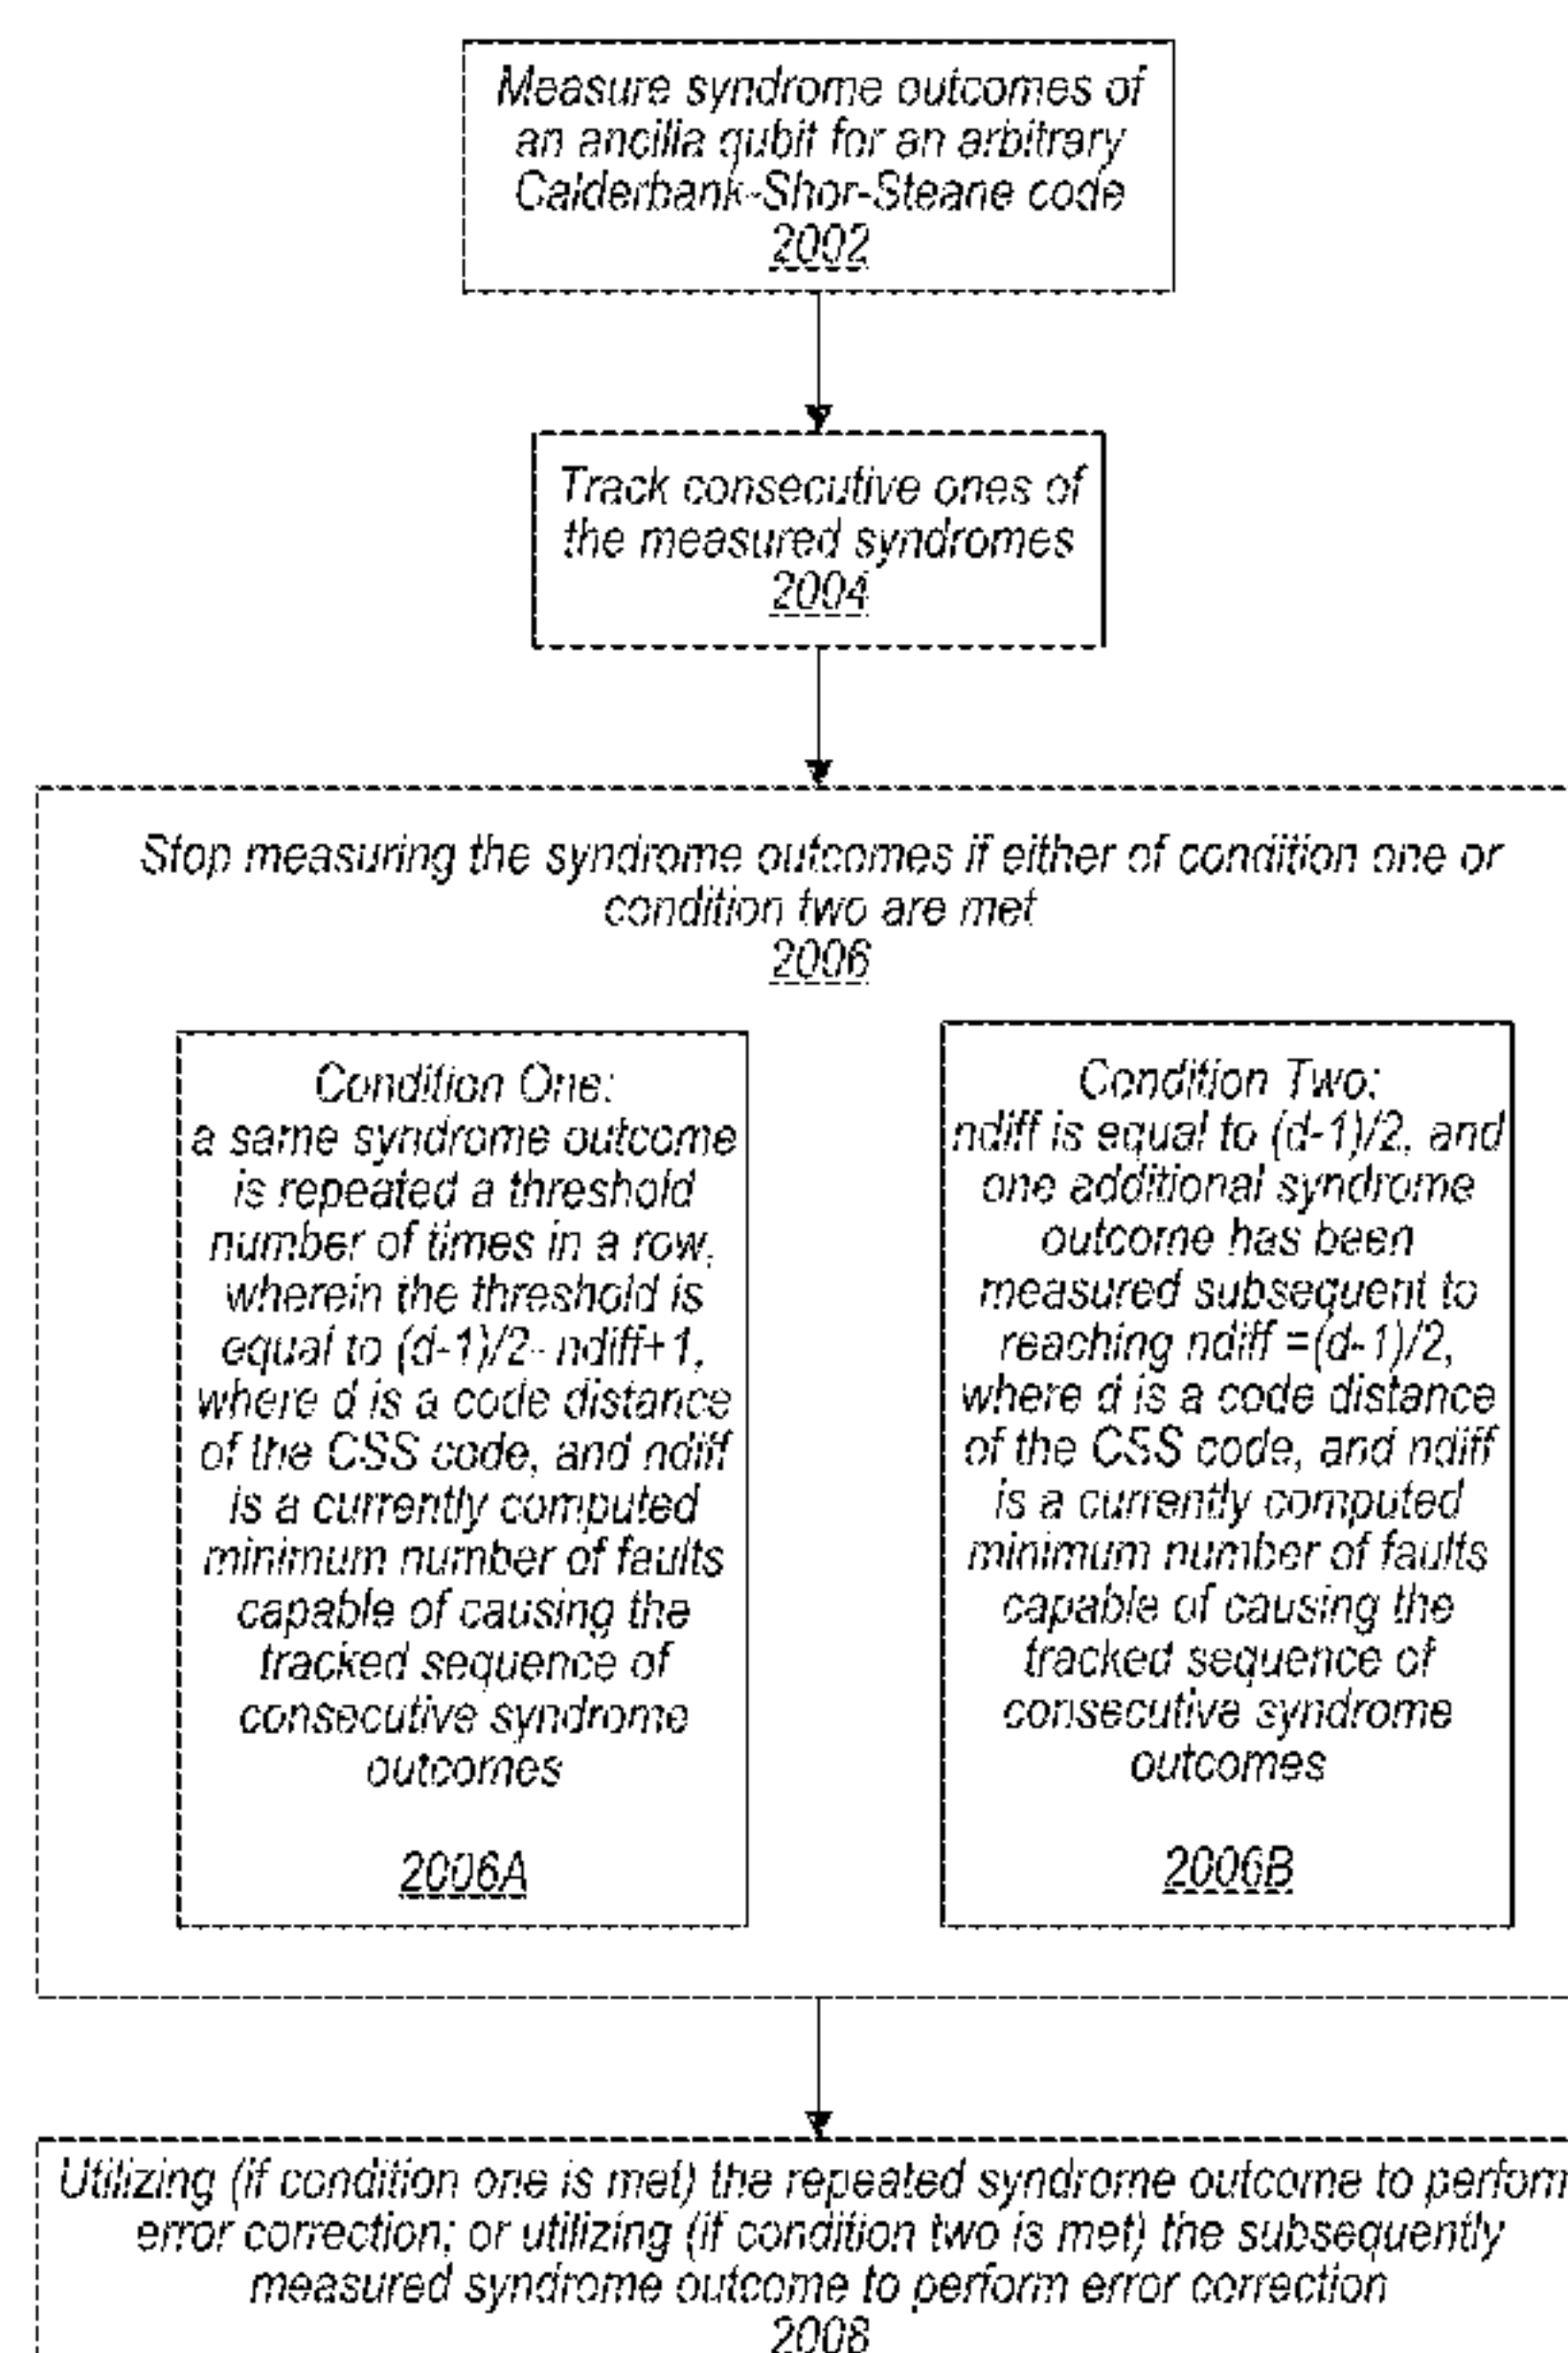 Measure syndrome outcomes of
an ancilla qubit for an arbitrary
Calderbank-Shor-Steane code
2002
Track consecutive ones of
the measured syndromes
2004
Stop measuring the syndrome outcomes if either of condition one or
condition two are met
2006
Condition One:
a same syndrome outcome
is repeated a threshold
number of times in a row,
wherein the threshold is
equal to (d-1)/2- ndiff+1,
where d is a code distance
of the CSS code, and ndiff
is a currently computed
minimum number of faults
capable of causing the
tracked sequence of
consecutive syndrome
outcomes
2006A
Condition Two:
ndiff is equal to (d-1)/2, and
one additional syndrome
outcome has been
measured subsequent to
reaching ndiff =(d-1)/2,
where d is a code distance
of the CSS code, and ndiff
is a currently computed
minimum number of faults
capable of causing the
tracked sequence of
consecutive syndrome
outcomes
2006B
Utilizing (if condition one is met) the repeated syndrome outcome to perform
error correction; or utilizing (if condition two is met) the subsequently
measured syndrome outcome to perform error correction
2008